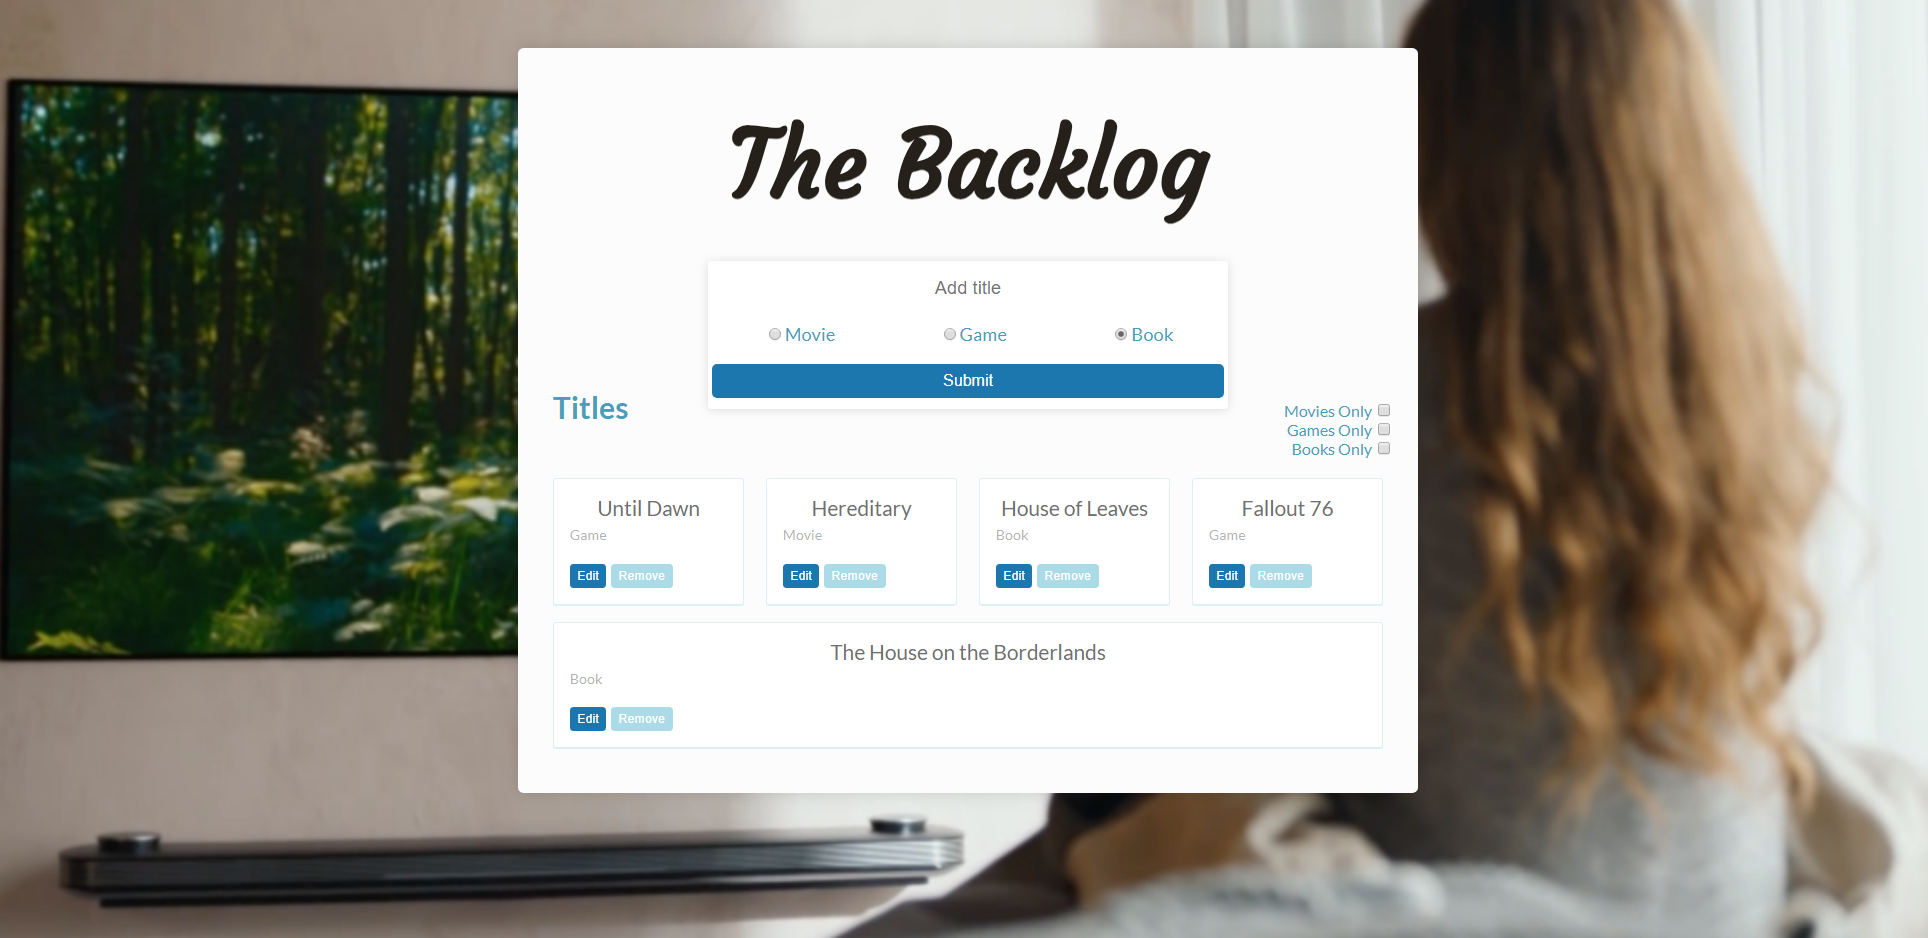 The Backlog
Add title
Movie Game Book
Submit
Titles
Movies Only
Games Only
Books Only
Until Dawn Hereditary House of Leaves Fallout 76
Game Movie Book Game
Edit Remove Edit Remove Edit Remove Edit Remove
The House on the Borderlands
Book
Edit Remove